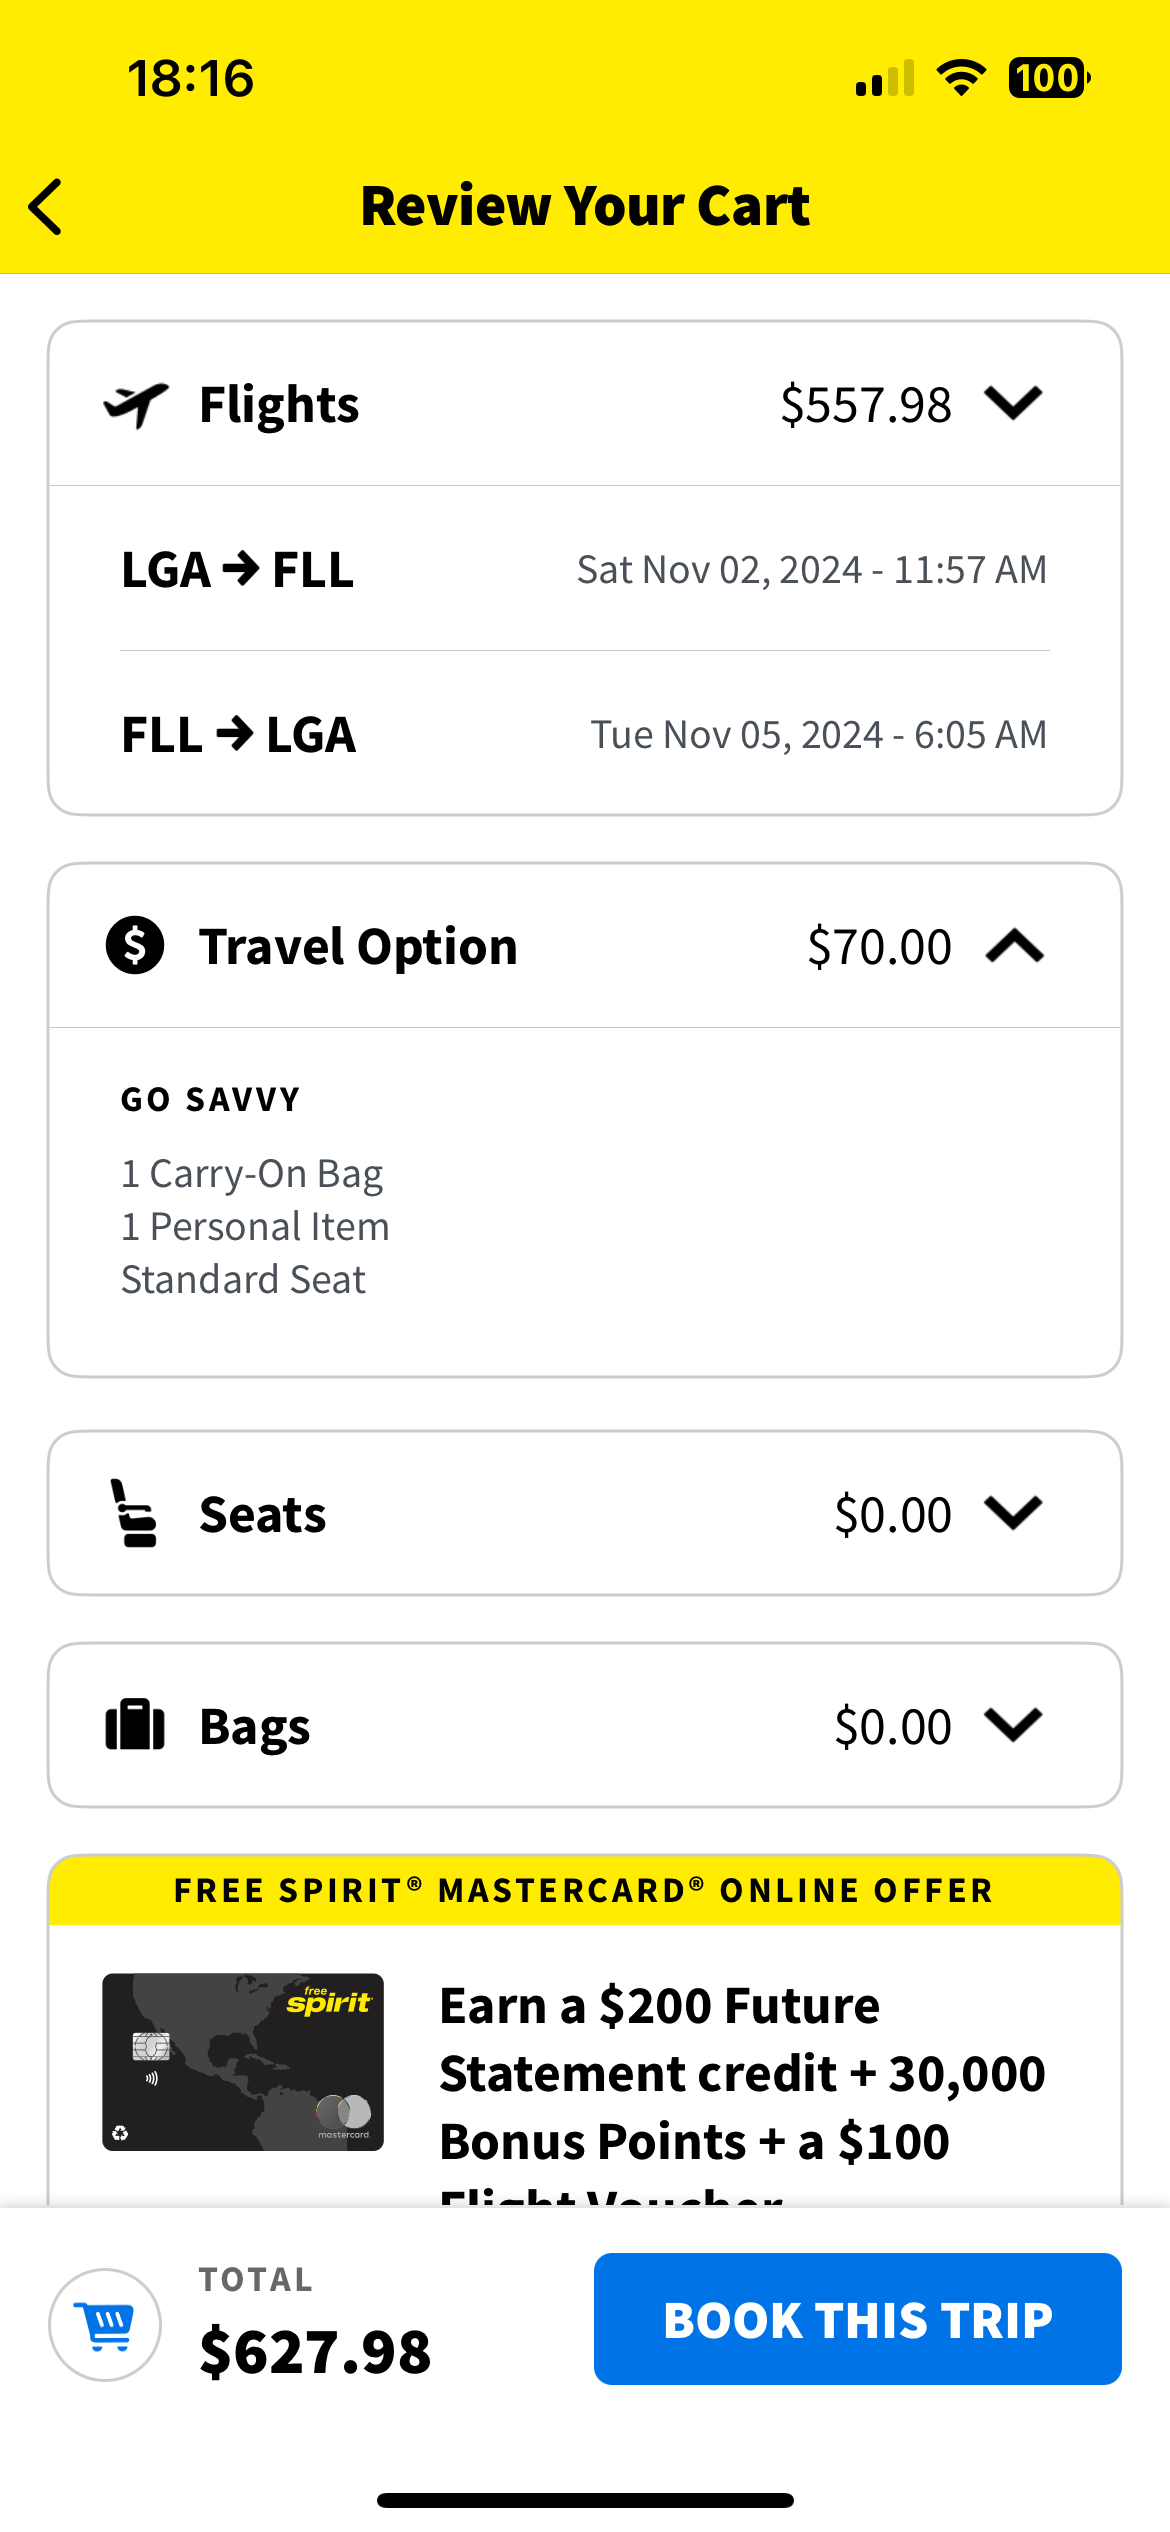 18:16
100
Review Your Cart
Flights $557.98
LGA → FLL Sat Nov 02, 2024 - 11:57 AM
FLL → LGA Tue Nov 05, 2024 - 6:05 AM
$ Travel Option $70.00
GO SAVVY
1 Carry-On Bag
1 Personal Item
Standard Seat
Seats $0.00
Bags $0.00
FREE SPIRIT® MASTERCARD® ONLINE OFFER
free
spirit
mastercard
Earn a $200 Future
Statement credit + 30,000
Bonus Points + a $100
Flight Voucher
TOTAL
$627.98
BOOK THIS TRIP